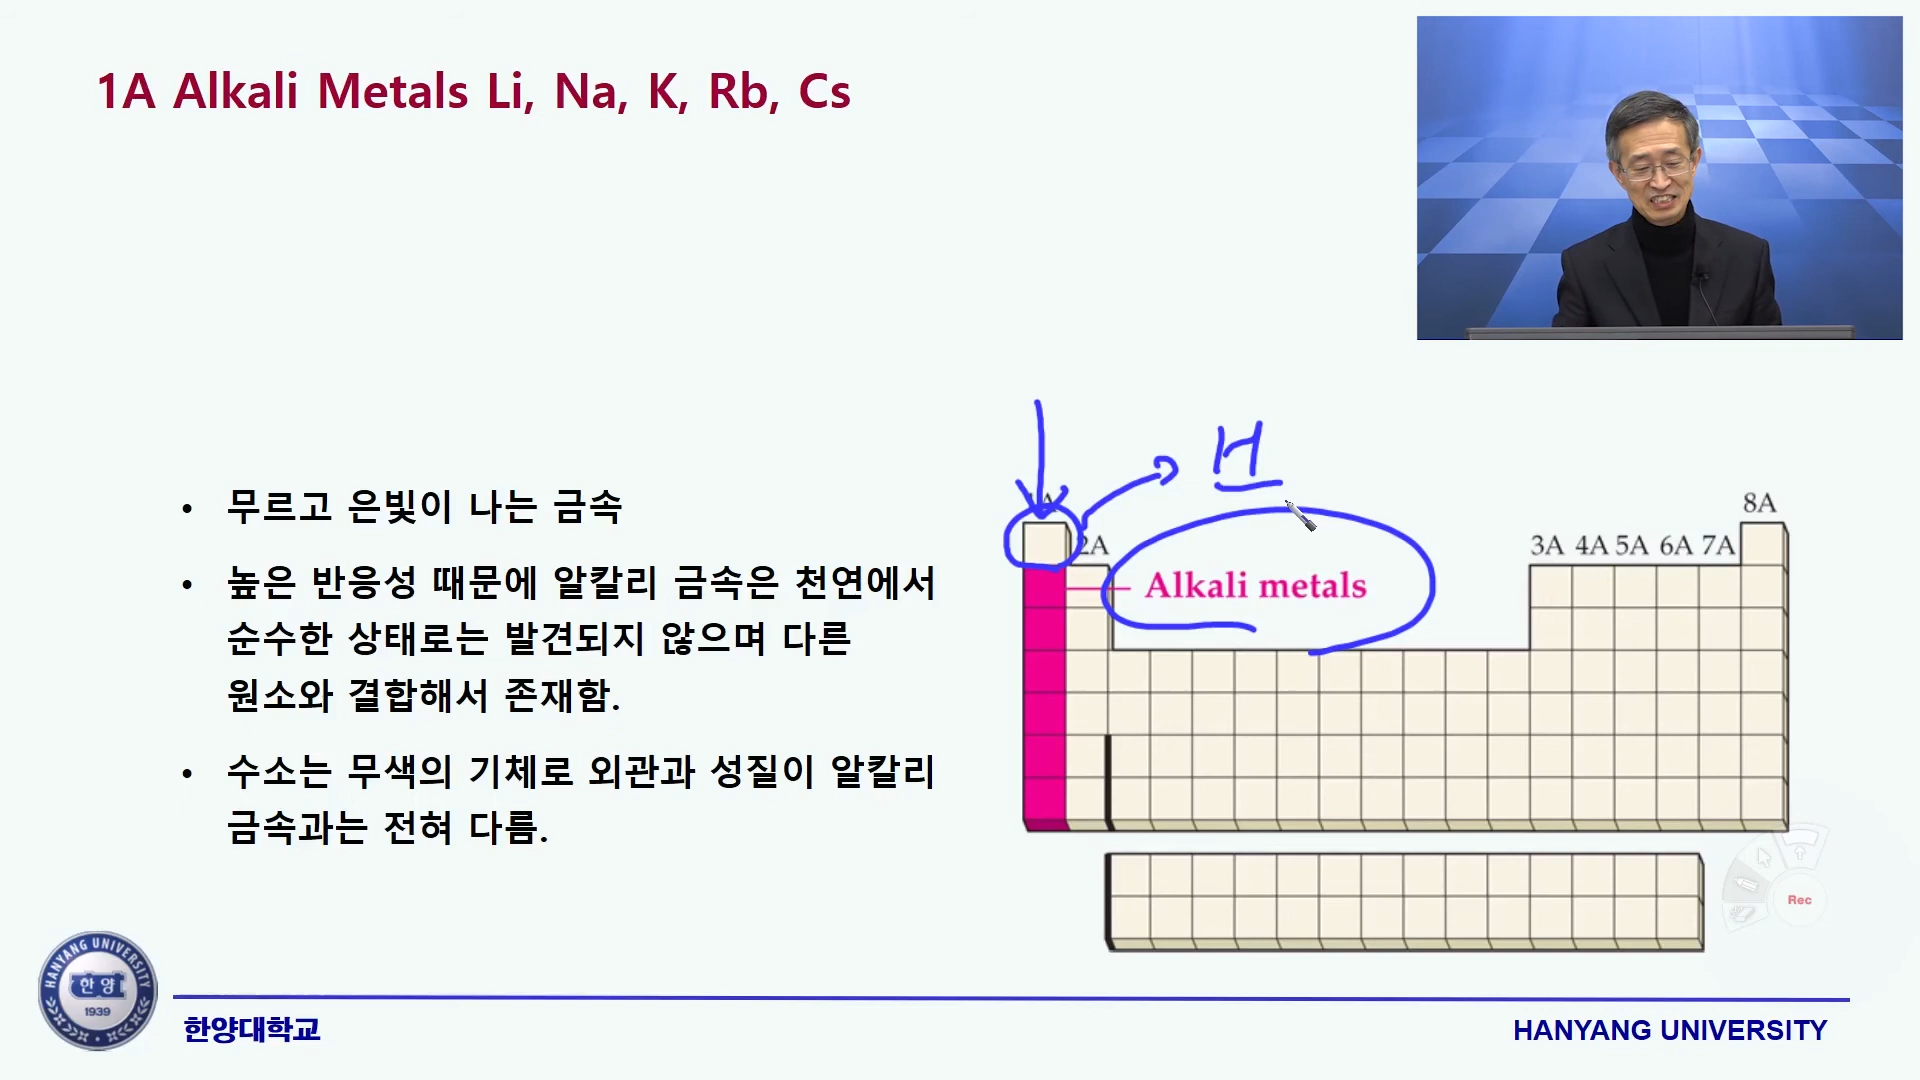 1A Alkali Metals Li, Na, K, Rb, Cs
• 무르고 은빛이 나는 금속
• 높은 반응성 때문에 알칼리 금속은 천연에서
순수한 상태로는 발견되지 않으며 다른
원소와 결합해서 존재함.
• 수소는 무색의 기체로 외관과 성질이 알칼리
금속과는 전혀 다름.
H
1A
8A
2A
3A 4A 5A 6A 7A
Alkali metals
Rec
HANYANG UNIVERSITY
한양
1939
한양대학교
HANYANG UNIVERSITY